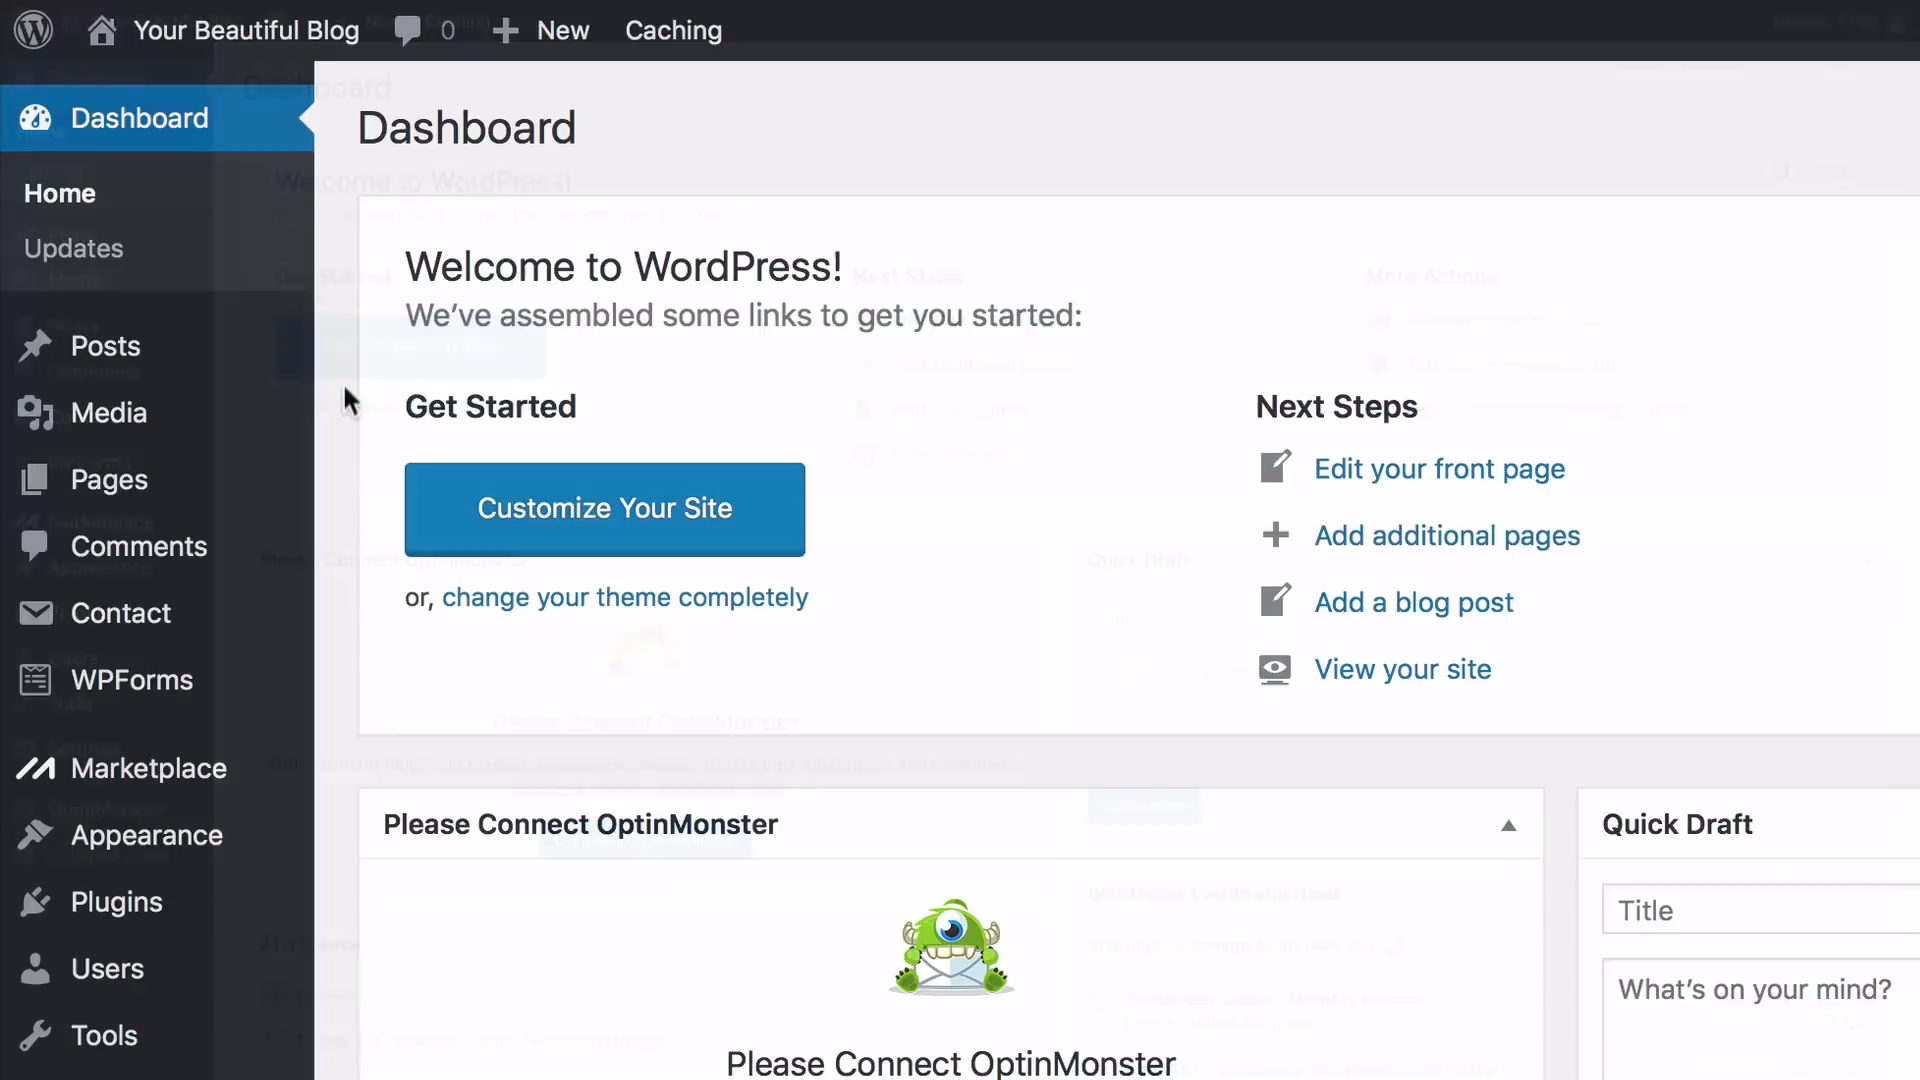 Your Beautiful Blog 0 New Caching
Dashboard
Home
Updates
Posts
Media
Pages
Comments
Contact
WPForms
Marketplace
Appearance
Plugins
Users
Tools
Dashboard
Welcome to WordPress!
We've assembled some links to get you started:
Get Started
Customize Your Site
or, change your theme completely
Next Steps
Edit your front page
Add additional pages
Add a blog post
View your site
Please Connect OptinMonster
Please Connect OptinMonster
Quick Draft
Title
What's on your mind?